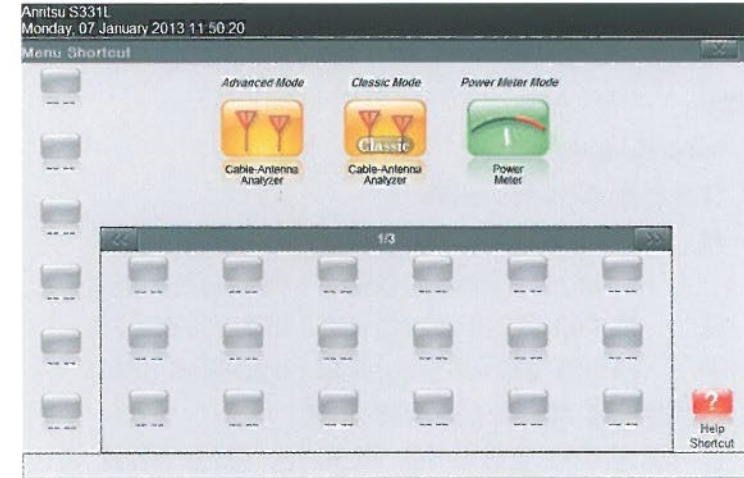 Anritsu S331L
Monday, 07 January 2013 11:50:20
Menu Shortcut
Advanced Mode
Classic Mode
Power Meter Mode
Classic
Cable-Antenna
Analyzer
Cable-Antenna
Analyzer
Power
Meter
<<
1/3
>>
?
Help
Shortcut